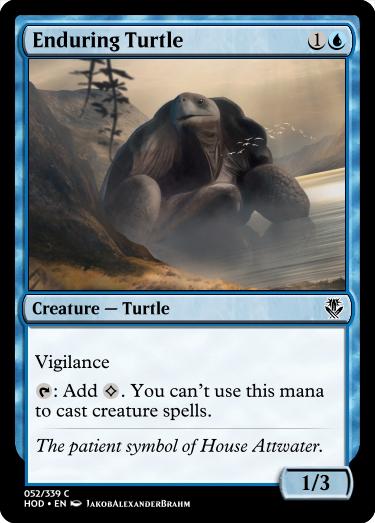 Enduring Turtle 1
Creature — Turtle
Vigilance
: Add . You can't use this mana
to cast creature spells.
The patient symbol of House Attwater.
1/3
052/339 C
HOD • EN JakobAlexanderBrahm